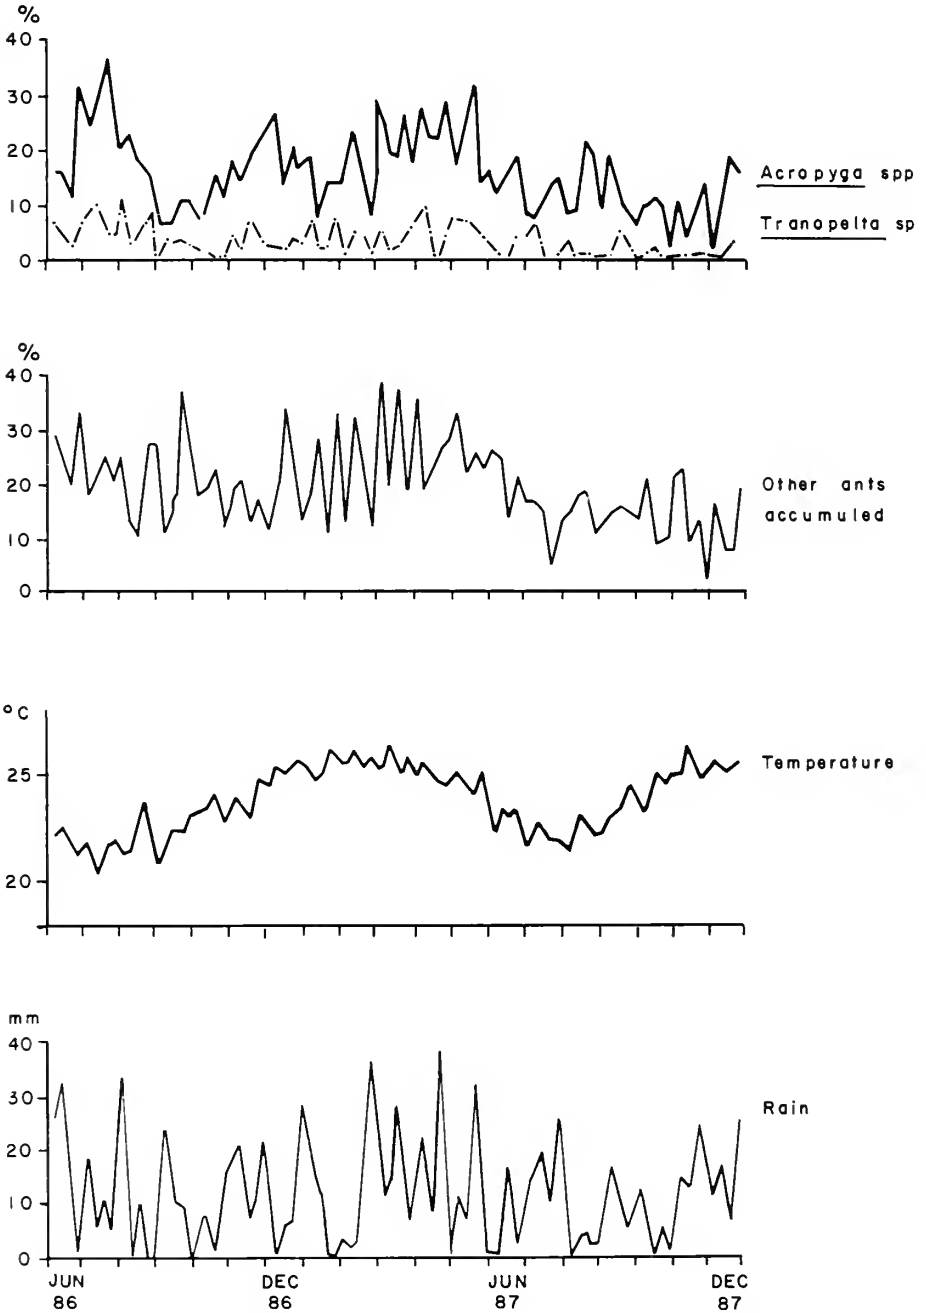 %
40
30
20
10
0
Acropyga spp
Tranopelta sp
%
40
30
20
10
0
Other ants
accumuled
°C
25
20
Temperature
mm
40
30
20
10
0
Rain
JUN DEC JUN DEC
86 86 87 87